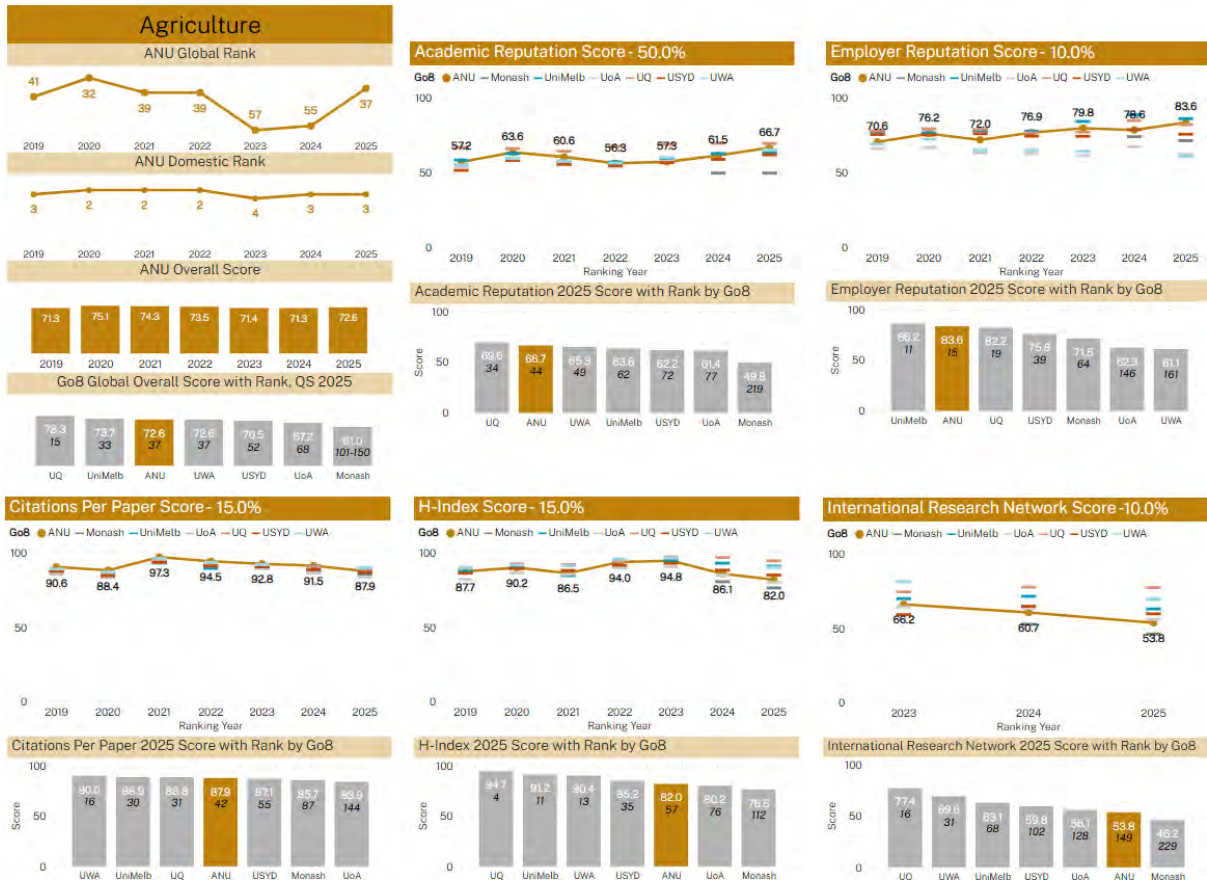 Agriculture
ANU Global Rank
41 32 39 39 57 55 37
2019 2020 2021 2022 2023 2024 2025
ANU Domestic Rank
3 2 2 2 4 3 3
2019 2020 2021 2022 2023 2024 2025
ANU Overall Score
71.3 75.1 74.3 73.5 71.4 71.3 72.6
2019 2020 2021 2022 2023 2024 2025
Go8 Global Overall Score with Rank, QS 2025
78.3 73.7 72.6 72.6 70.5 67.2 61.0
15 33 37 37 52 68 101-150
UQ UniMelb ANU UWA USYD UoA Monash
Academic Reputation Score - 50.0%
Go8 ANU Monash UniMelb UoA UQ USYD UWA
100
57.2 63.6 60.6 56.3 57.3 61.5 66.7
50
0
2019 2020 2021 2022 2023 2024 2025
Ranking Year
Academic Reputation 2025 Score with Rank by Go8
100
Score
50
0
69.6 66.7 65.3 63.6 62.2 61.4 49.8
34 44 49 62 72 77 219
UQ ANU UWA UniMelb USYD UoA Monash
Employer Reputation Score - 10.0%
Go8 ANU Monash UniMelb UoA UQ USYD UWA
100
70.6 76.2 72.0 76.9 79.8 78.6 83.6
50
0
2019 2020 2021 2022 2023 2024 2025
Ranking Year
Employer Reputation 2025 Score with Rank by Go8
100
Score
50
0
86.2 83.6 82.2 75.8 71.5 62.3 61.1
11 15 19 39 64 146 161
UniMelb ANU UQ USYD Monash UoA UWA
Citations Per Paper Score - 15.0%
Go8 ANU Monash UniMelb UoA UQ USYD UWA
100
90.6 88.4 97.3 94.5 92.8 91.5 87.9
50
0
2019 2020 2021 2022 2023 2024 2025
Ranking Year
Citations Per Paper 2025 Score with Rank by Go8
100
Score
50
0
90.0 88.9 88.8 87.9 87.1 85.7 83.9
16 30 31 42 55 87 144
UWA UniMelb UQ ANU USYD Monash UoA
H-Index Score - 15.0%
Go8 ANU Monash UniMelb UoA UQ USYD UWA
100
87.7 90.2 86.5 94.0 94.8 86.1 82.0
50
0
2019 2020 2021 2022 2023 2024 2025
Ranking Year
H-Index 2025 Score with Rank by Go8
100
Score
50
0
94.7 91.2 90.4 85.2 82.0 80.2
4 11 13 35 57 76 112
UQ UniMelb UWA USYD ANU UoA Monash
International Research Network Score -10.0%
Go8 ANU Monash UniMelb UoA UQ USYD UWA
100
66.2 60.7 53.8
50
0
2023 2024 2025
Ranking Year
International Research Network 2025 Score with Rank by Go8
100
Score
50
0
77.4 69.6 63.1 59.8 56.1 53.8 46.2
16 31 68 102 128 149 229
UQ UWA UniMelb USYD UoA ANU Monash